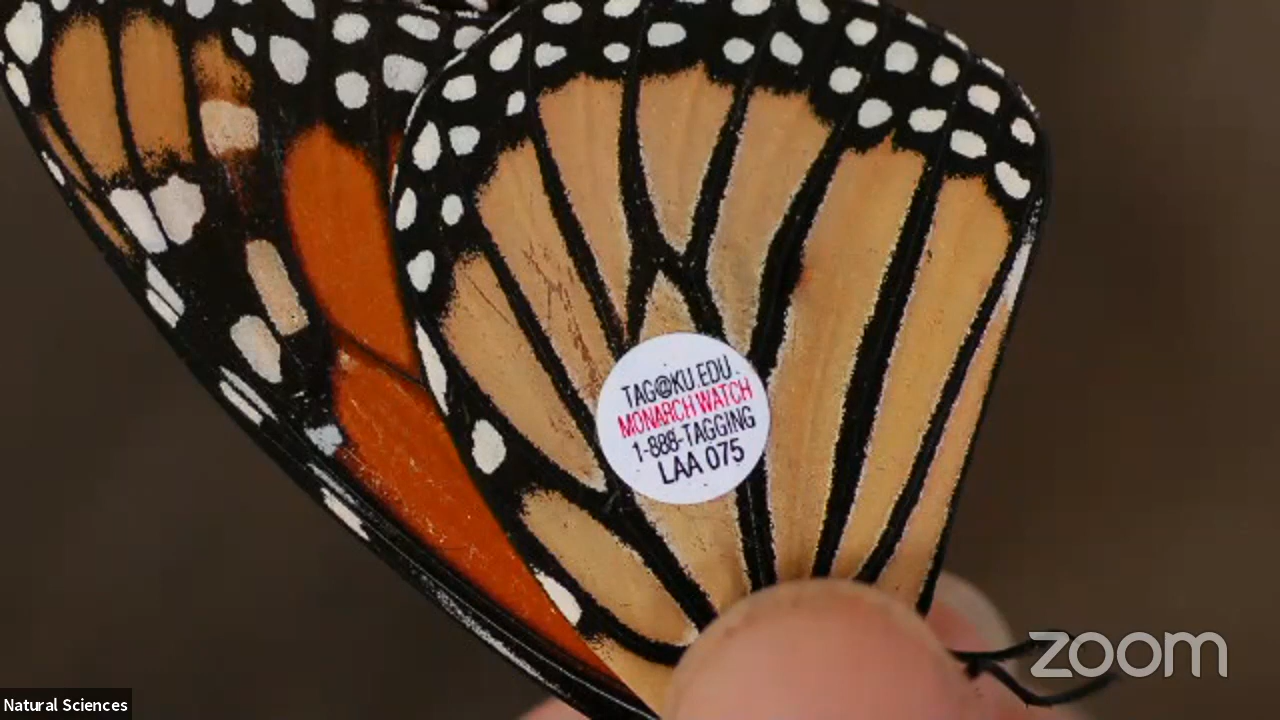 TAG@KU.EDU
MONARCH WATCH
1-888-TAGGING
LAA 075
zoom
Natural Sciences